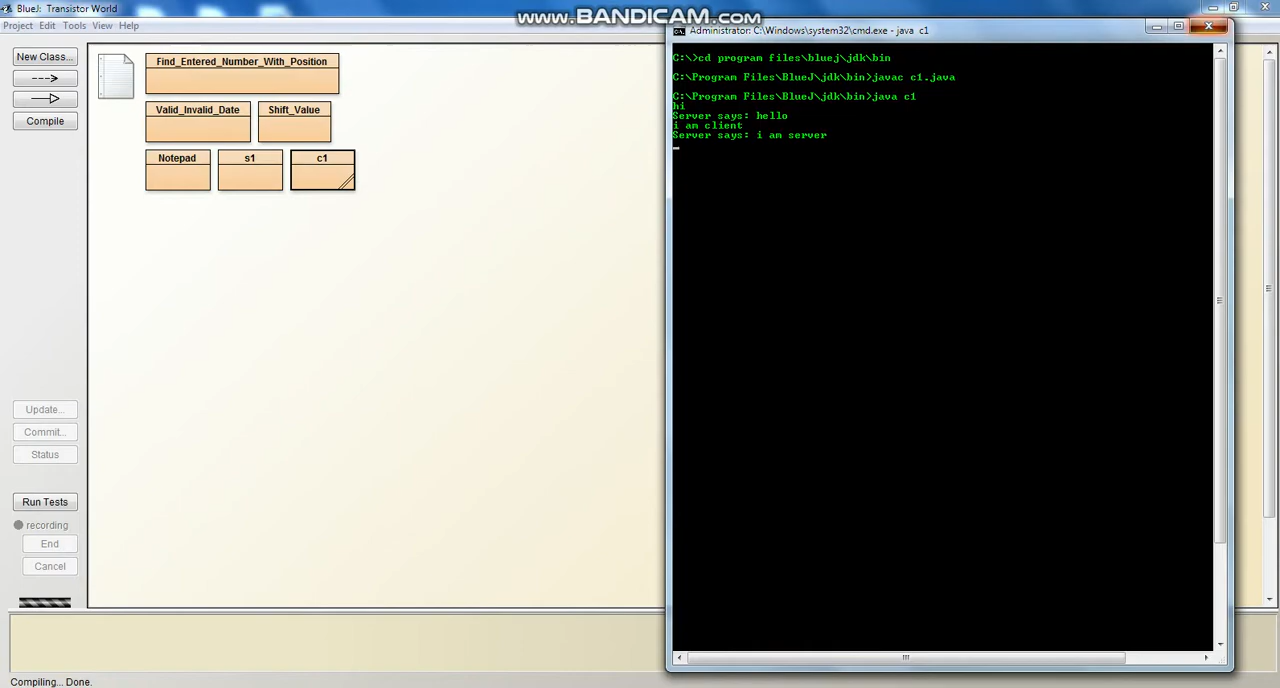 BlueJ: Transistor World
www.BANDICAM.com
Project Edit Tools View Help
New Class...
Compile
Update...
Commit...
Status
Run Tests
recording
End
Cancel
Find_Entered_Number_With_Position
Valid_Invalid_Date Shift_Value
Notepad s1 c1
Compiling... Done.
Administrator: C:\Windows\system32\cmd.exe - java c1
C:\>cd program files\bluej\jdk\bin
C:\Program Files\BlueJ\jdk\bin>javac c1.java
C:\Program Files\BlueJ\jdk\bin>java c1
hi
Server says: hello
i am client
Server says: i am server